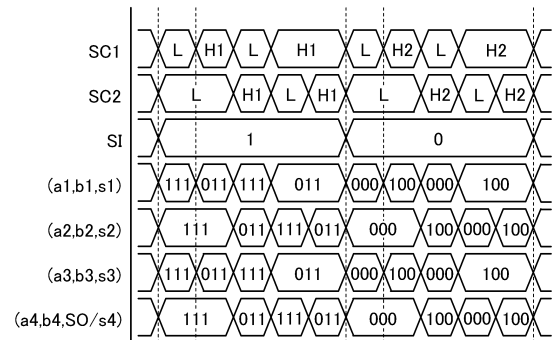 SC1 L H1 L H1 L H2 L H2
SC2 L H1 L H1 L H2 L H2
SI 1 0
(a1,b1,s1) 111 011 111 011 000 100 000 100
(a2,b2,s2) 111 011 111 011 000 100 000 100
(a3,b3,s3) 111 011 111 011 000 100 000 100
(a4,b4,SO/s4) 111 011 111 011 000 100 000 100